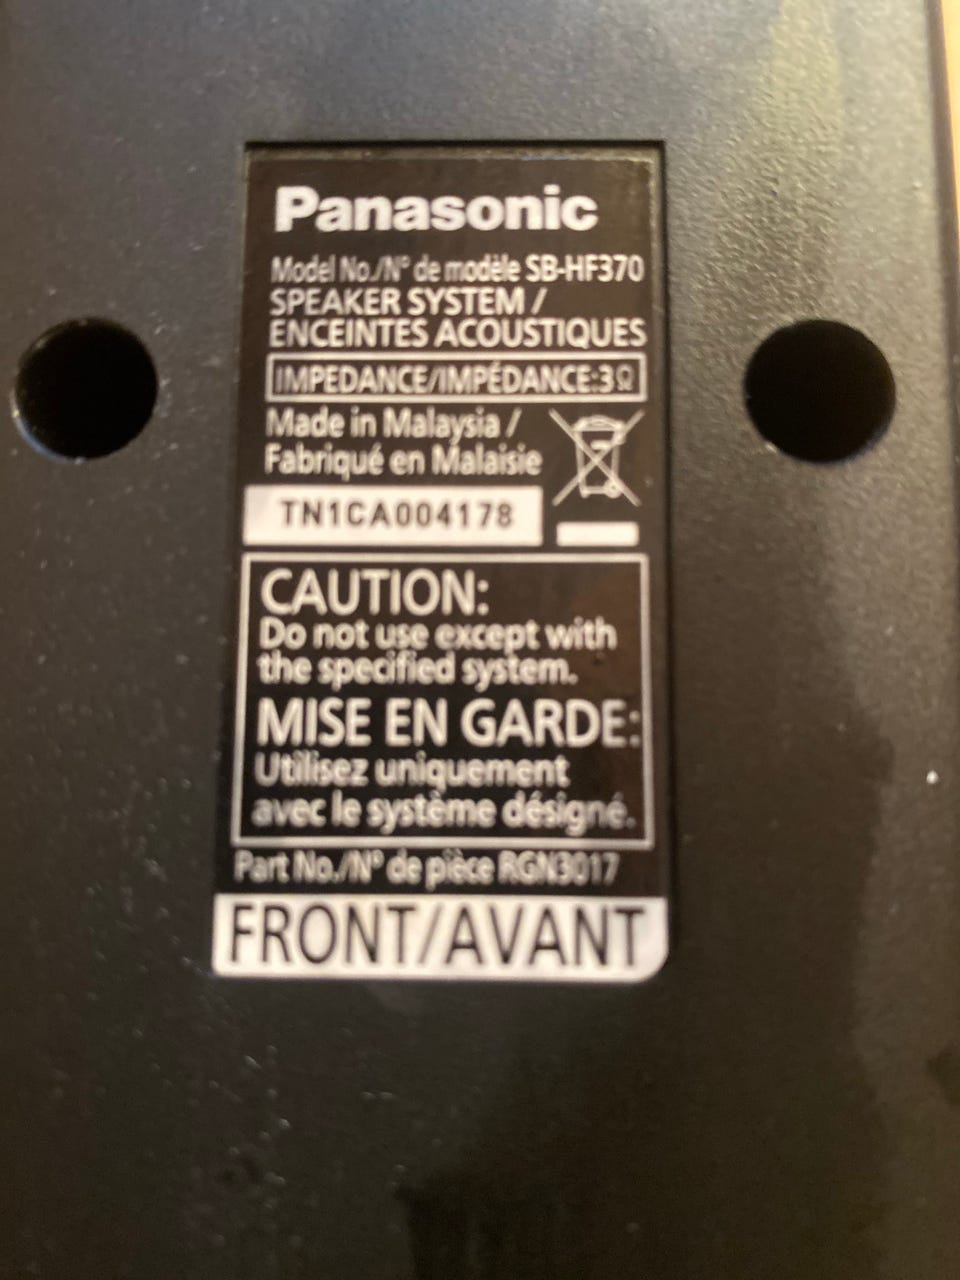 Panasonic
Model No./N° de modèle SB-HF370
SPEAKER SYSTEM /
ENCEINTES ACOUSTIQUES
IMPEDANCE/IMPÉDANCE:3Ω
Made in Malaysia /
Fabriqué en Malaisie
TN1CA004178
CAUTION:
Do not use except with
the specified system.
MISE EN GARDE:
Utilisez uniquement
avec le système désigné.
Part No./N° de pièce RGN3017
FRONT/AVANT